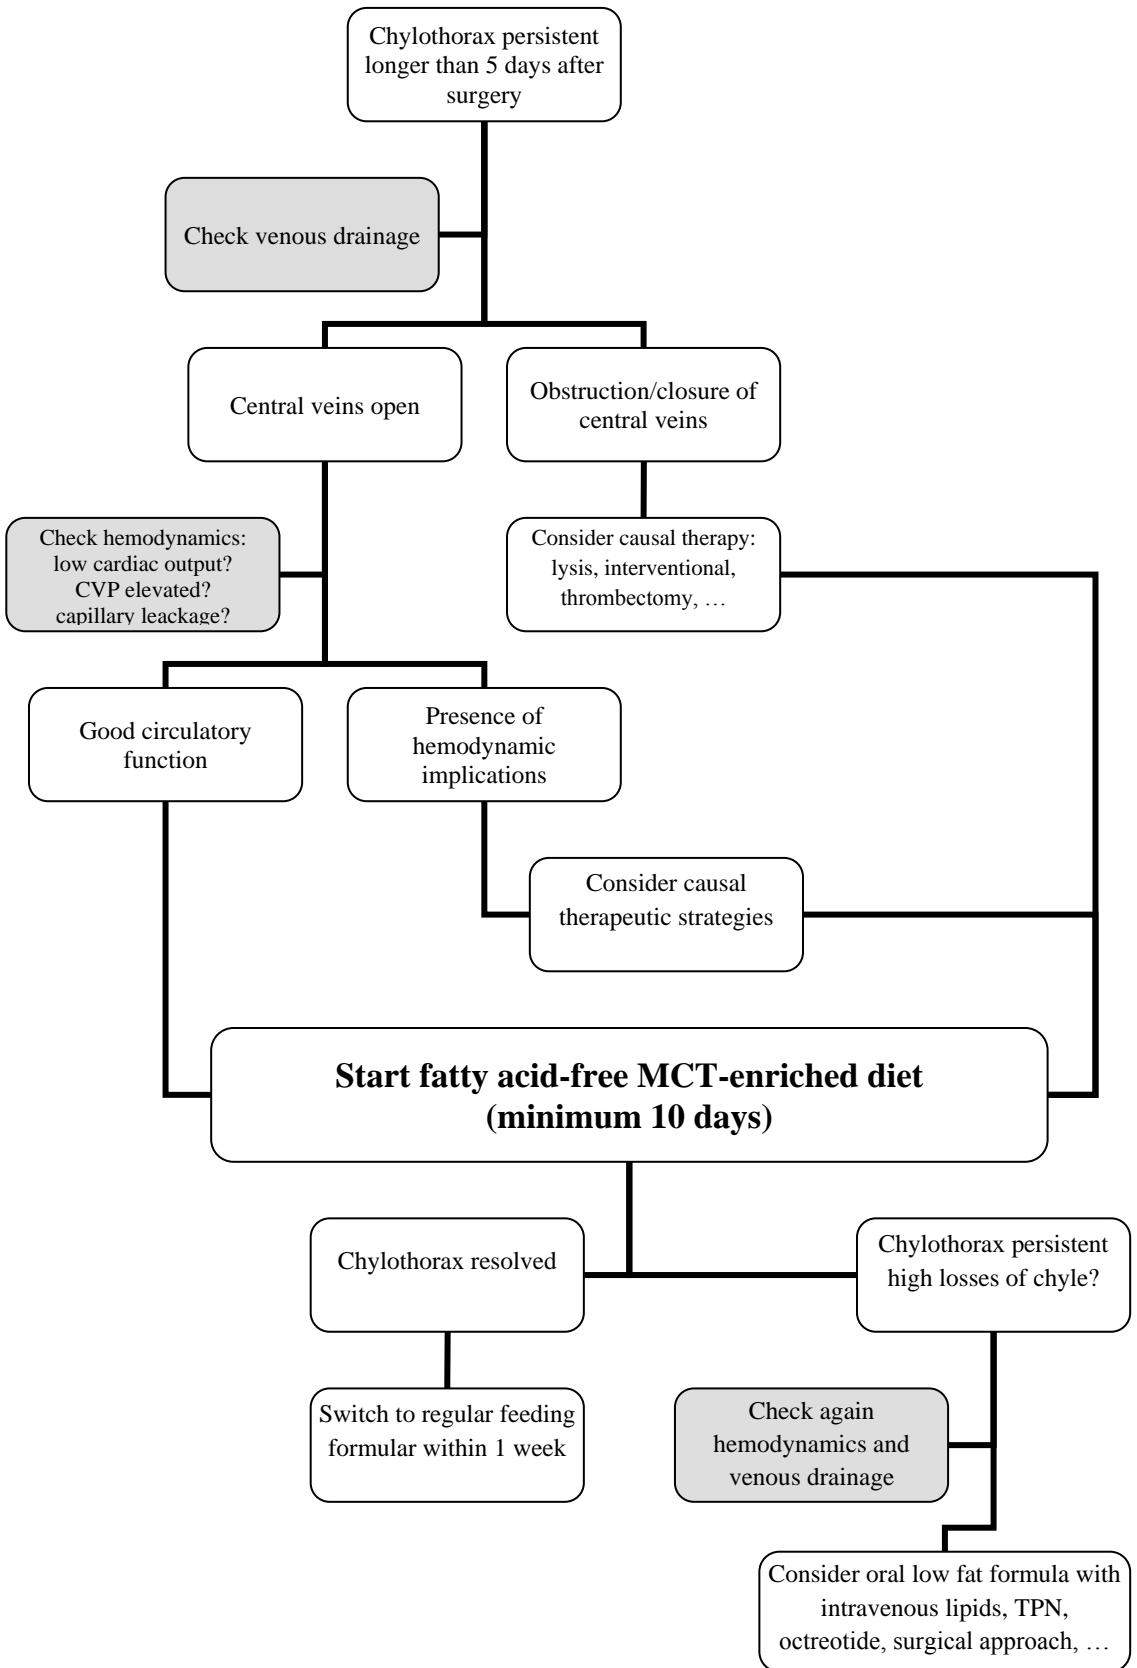 Chylothorax persistent
longer than 5 days after
surgery
Check venous drainage
Central veins open
Obstruction/closure of
central veins
Check hemodynamics:
low cardiac output?
CVP elevated?
capillary leackage?
Consider causal therapy:
lysis, interventional,
thrombectomy, …
Good circulatory
function
Presence of
hemodynamic
implications
Consider causal
therapeutic strategies
Start fatty acid-free MCT-enriched diet
(minimum 10 days)
Chylothorax resolved
Chylothorax persistent
high losses of chyle?
Switch to regular feeding
formular within 1 week
Check again
hemodynamics and
venous drainage
Consider oral low fat formula with
intravenous lipids, TPN,
octreotide, surgical approach, …